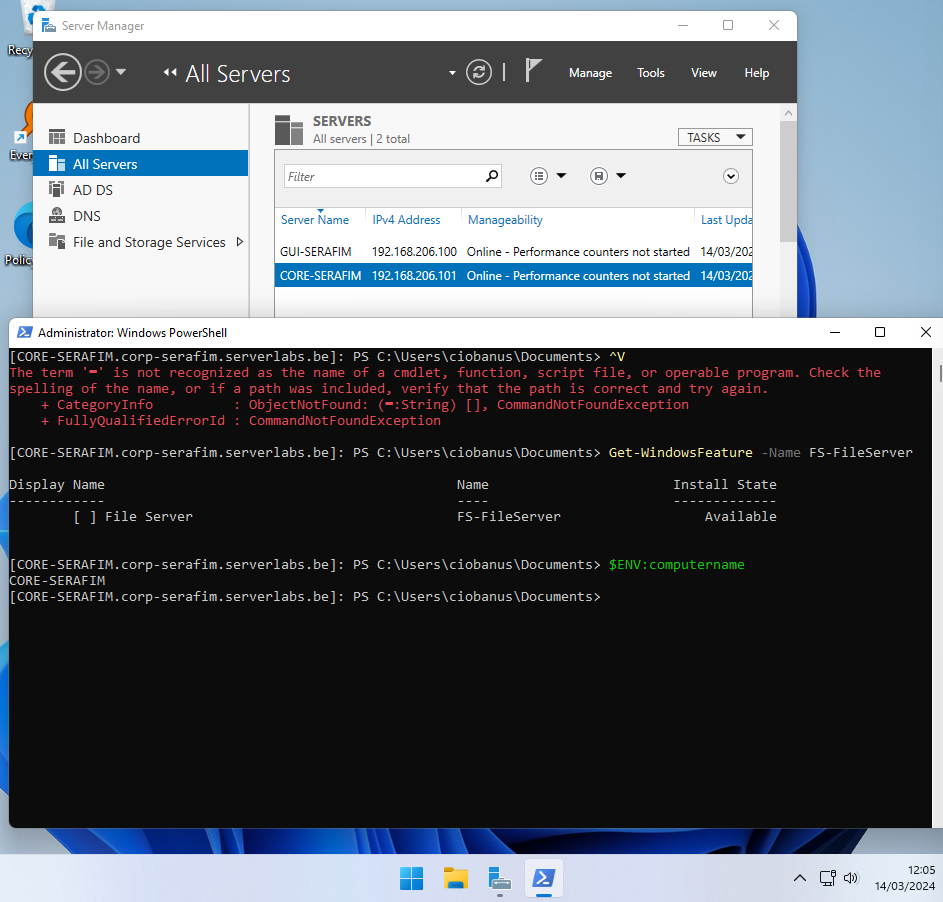 Recy
Server Manager
All Servers
Manage
Tools
View
Help
Ever
Policy
Dashboard
All Servers
AD DS
DNS
File and Storage Services
SERVERS
All servers | 2 total
TASKS
Filter
Server Name IPv4 Address Manageability Last Upda
GUI-SERAFIM 192.168.206.100 Online - Performance counters not started 14/03/202
CORE-SERAFIM 192.168.206.101 Online - Performance counters not started 14/03/202
Administrator: Windows PowerShell
[CORE-SERAFIM.corp-serafim.serverlabs.be]: PS C:\Users\ciobanus\Documents> ^V
The term '▬' is not recognized as the name of a cmdlet, function, script file, or operable program. Check the
spelling of the name, or if a path was included, verify that the path is correct and try again.
+ CategoryInfo : ObjectNotFound: (▬:String) [], CommandNotFoundException
+ FullyQualifiedErrorId : CommandNotFoundException
[CORE-SERAFIM.corp-serafim.serverlabs.be]: PS C:\Users\ciobanus\Documents> Get-WindowsFeature -Name FS-FileServer
Display Name Name Install State
------------ ---- -------------
[ ] File Server FS-FileServer Available
[CORE-SERAFIM.corp-serafim.serverlabs.be]: PS C:\Users\ciobanus\Documents> $ENV:computername
CORE-SERAFIM
[CORE-SERAFIM.corp-serafim.serverlabs.be]: PS C:\Users\ciobanus\Documents>
12:05
14/03/2024